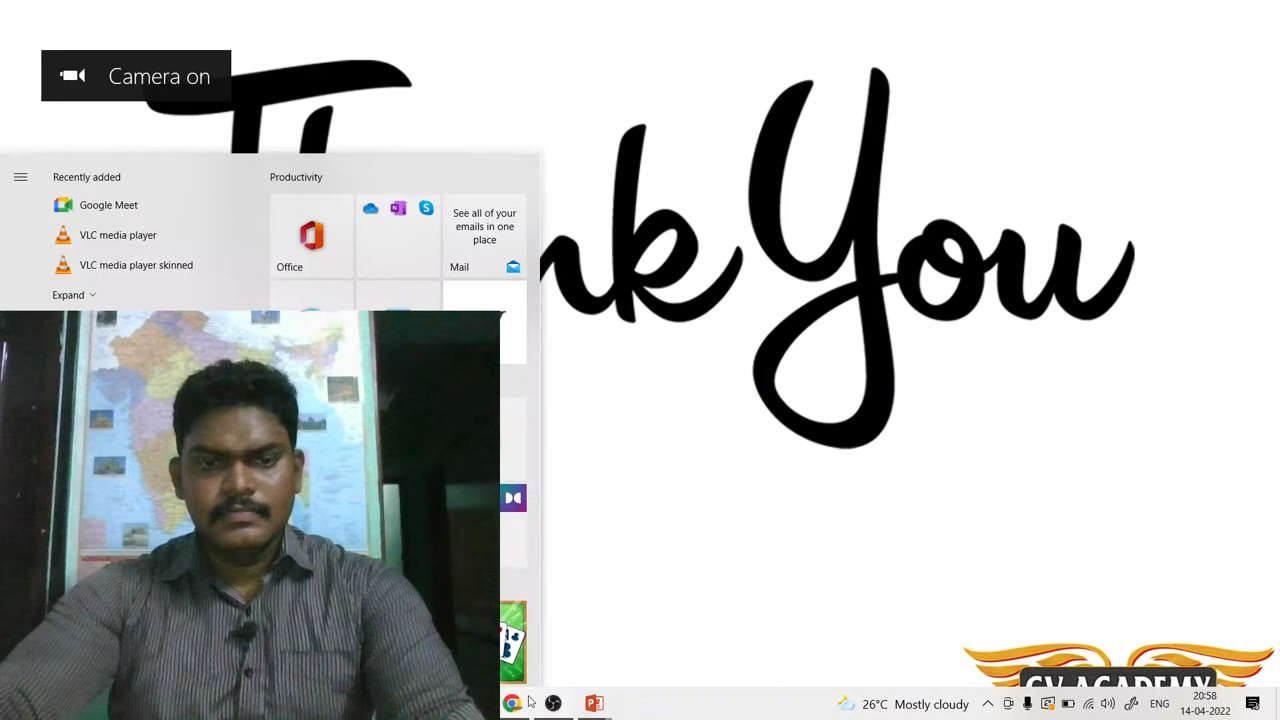 Camera on
Thank You
Recently added
Productivity
Google Meet
VLC media player
VLC media player skinned
Expand
Office
See all of your
emails in one
place
Mail
26°C Mostly cloudy
ENG
20:58
14-04-2022